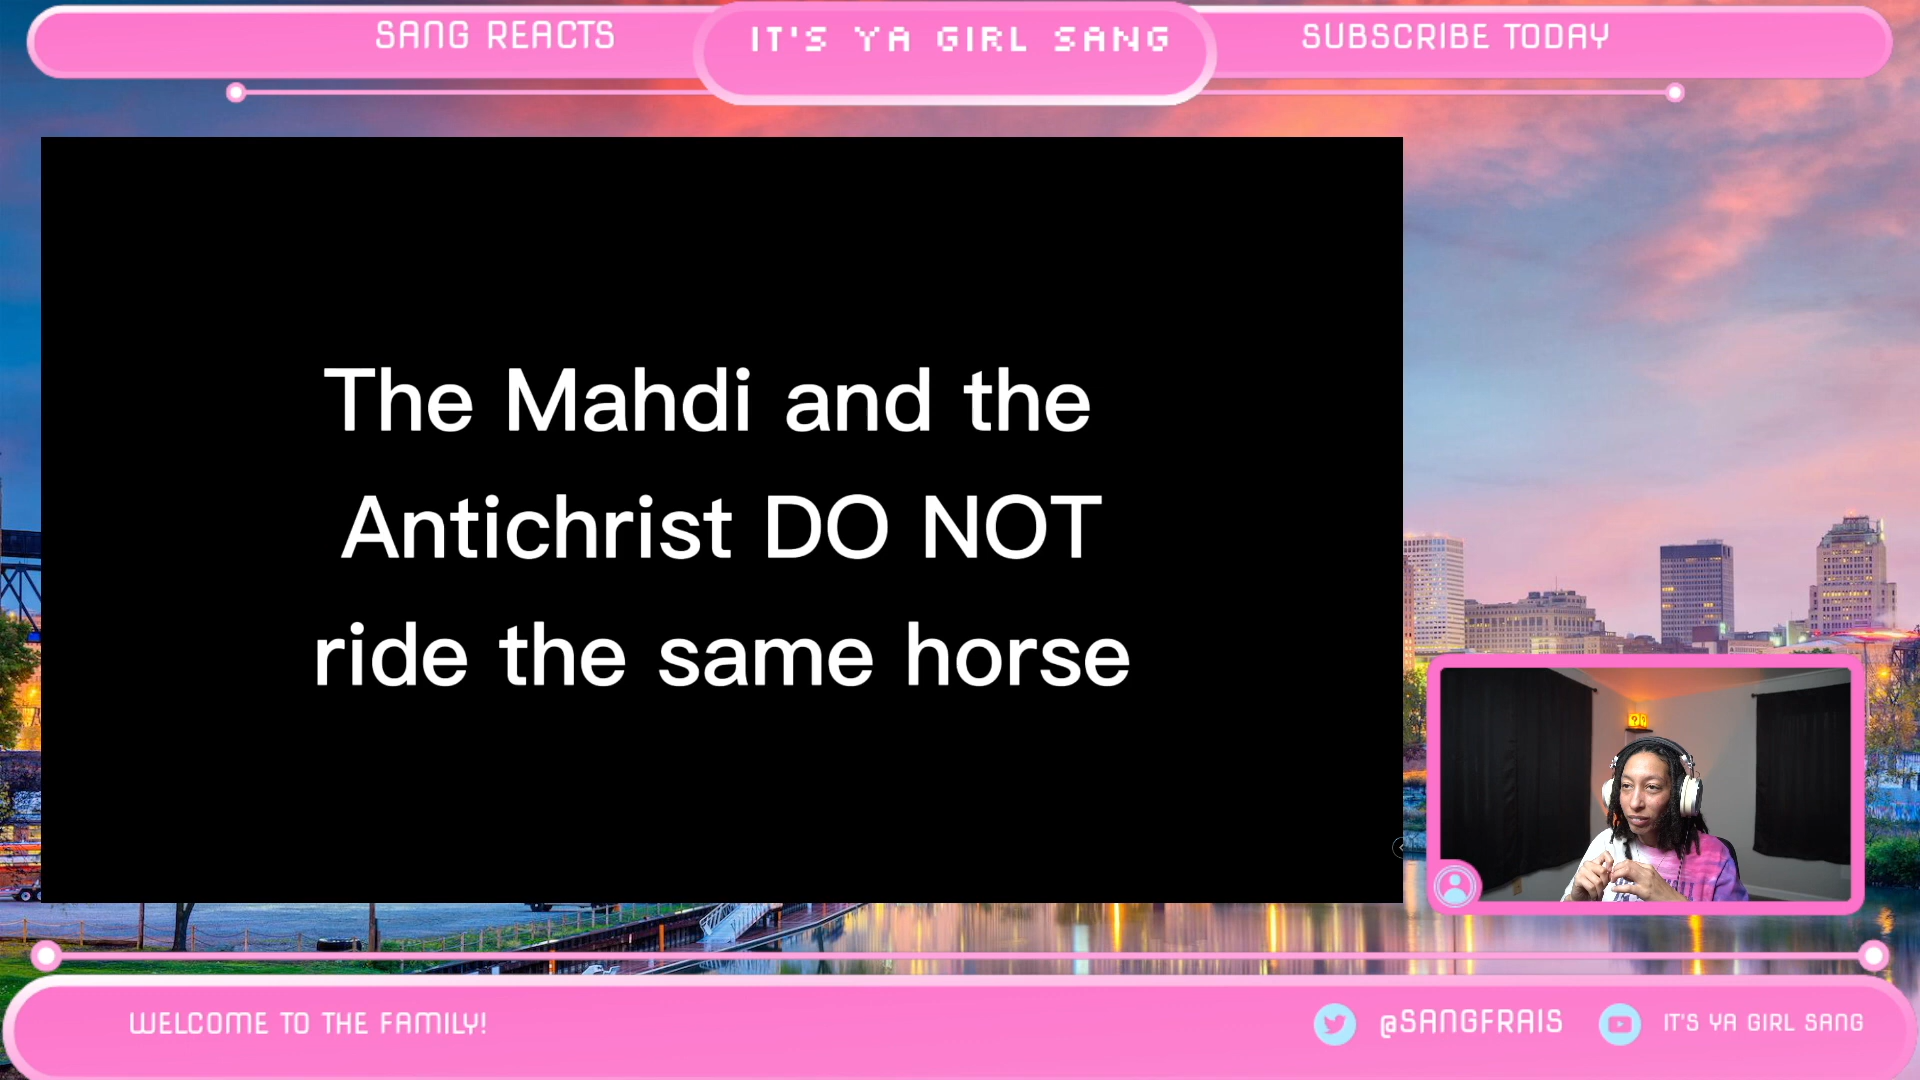 SANG REACTS
IT'S YA GIRL SANG
SUBSCRIBE TODAY
The Mahdi and the
Antichrist DO NOT
ride the same horse
WELCOME TO THE FAMILY!
@SANGFRAIS
IT'S YA GIRL SANG